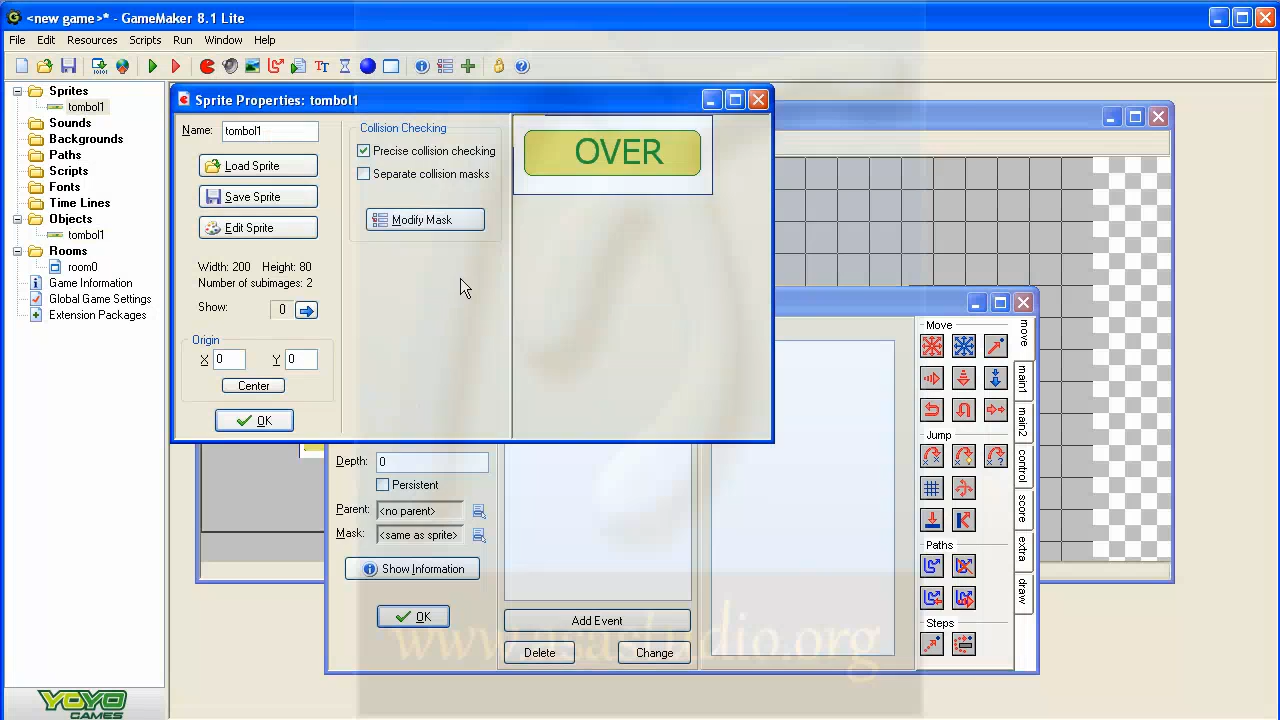 <new game>* - GameMaker 8.1 Lite
File Edit Resources Scripts Run Window Help
Sprites
tombol1
Sounds
Backgrounds
Paths
Scripts
Fonts
Time Lines
Objects
tombol1
Rooms
room0
Game Information
Global Game Settings
Extension Packages
YOYO
GAMES
Sprite Properties: tombol1
Name: tombol1
Load Sprite
Save Sprite
Edit Sprite
Width: 200 Height: 80
Number of subimages: 2
Show: 0
Origin
X 0 Y 0
Center
OK
Collision Checking
Precise collision checking
Separate collision masks
Modify Mask
OVER
Depth: 0
Persistent
Parent: <no parent>
Mask: <same as sprite>
Show Information
OK
Add Event
Delete Change
Move
Jump
Paths
Steps
move
main1
main2
control
score
extra
draw